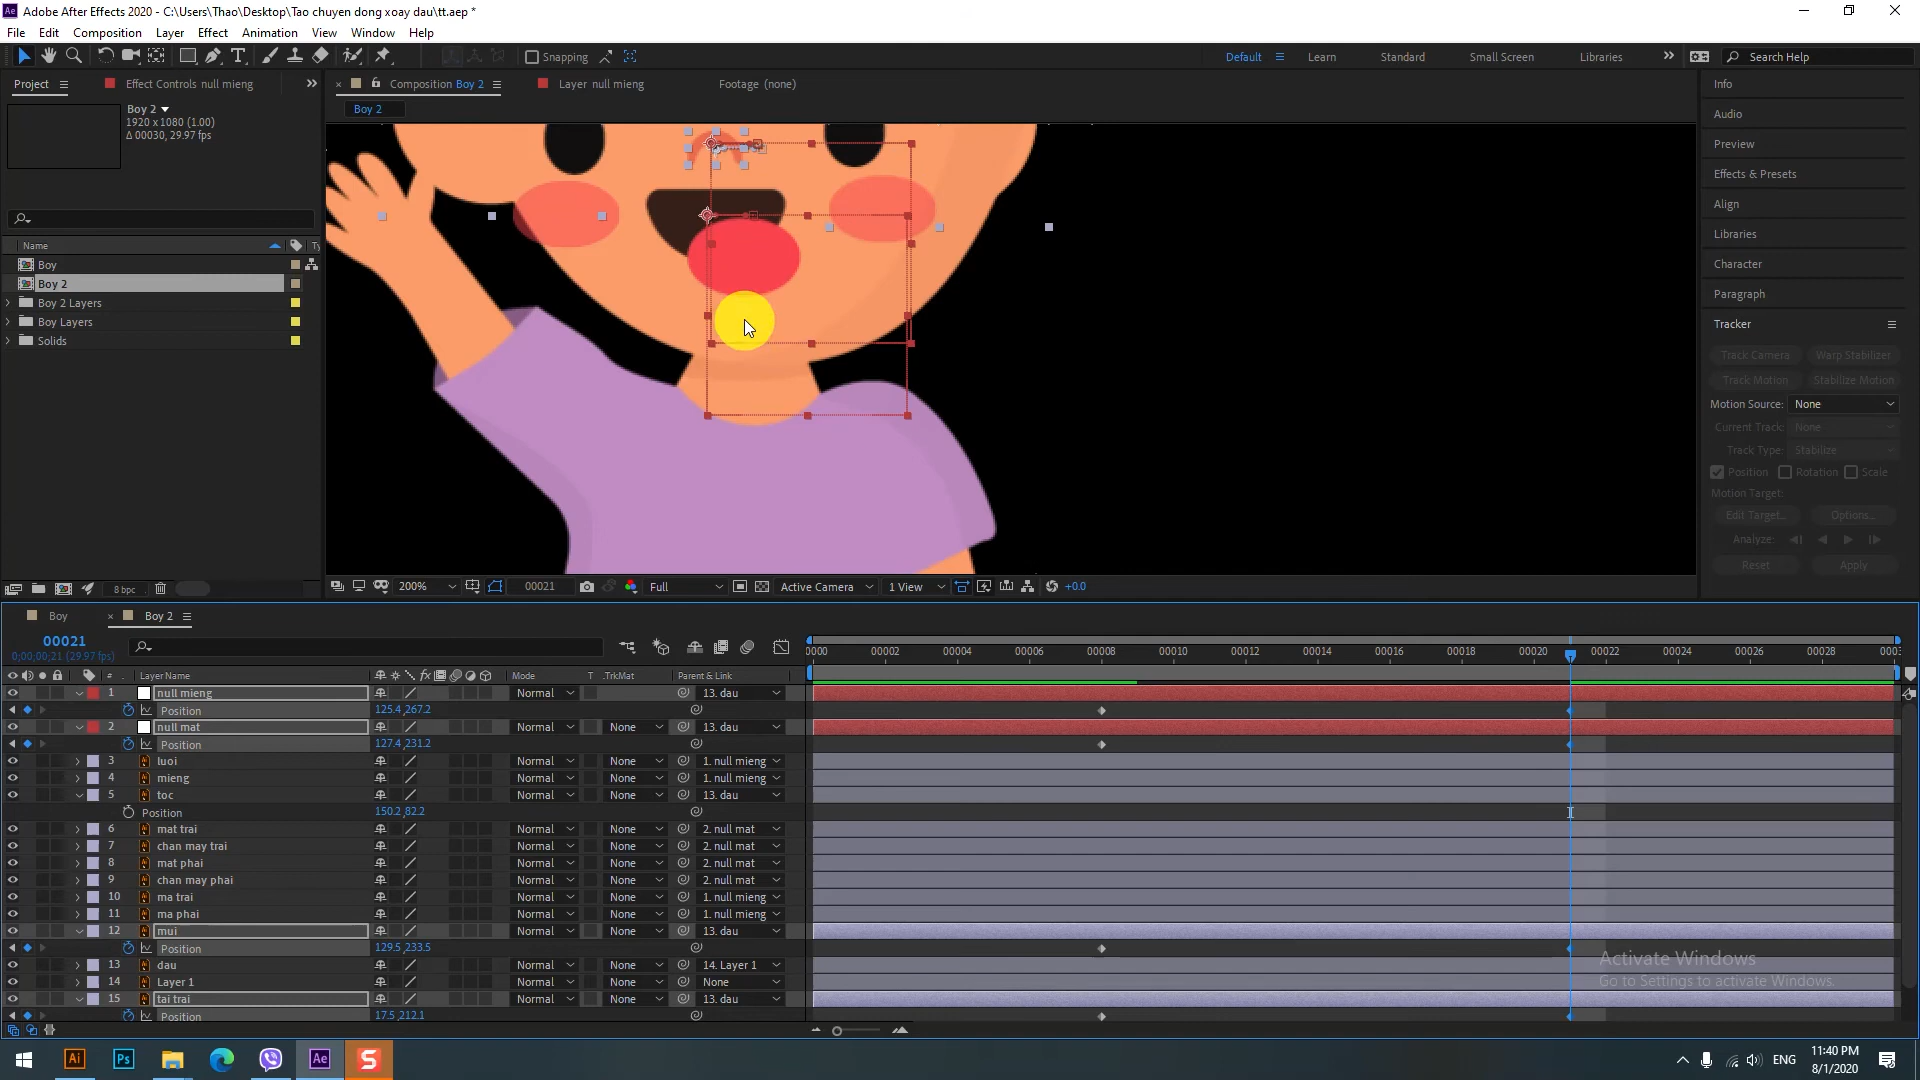 Adobe After Effects 2020 - C:\Users\Thao\Desktop\Tao chuyen dong xoay dau\tt.aep *
File Edit Composition Layer Effect Animation View Window Help
Snapping
Default Learn Standard Small Screen Libraries Search Help
Project Effect Controls null mieng
Composition Boy 2 Layer null mieng Footage (none)
Boy 2
Boy 2
1920 x 1080 (1.00)
Δ 00030, 29.97 fps
Name Ty
Boy
Boy 2
Boy 2 Layers
Boy Layers
Solids
8 bpc
200% 00021 Full Active Camera 1 View +0.0
Info
Audio
Preview
Effects & Presets
Align
Libraries
Character
Paragraph
Tracker
Track Camera Warp Stabilizer
Track Motion Stabilize Motion
Motion Source: None
Current Track: None
Track Type: Stabilize
Position Rotation Scale
Motion Target:
Edit Target... Options...
Analyze:
Reset Apply
Boy Boy 2
00021
0;00;00;21 (29.97 fps)
0000 00002 00004 00006 00008 00010 00012 00014 00016 00018 00020 00022 00024 00026 00028 0003
# Layer Name Mode T .TrkMat Parent & Link
1 null mieng Normal 13. dau
Position 125.4,267.2
2 null mat Normal None 13. dau
Position 127.4,231.2
3 luoi Normal None 1. null mieng
4 mieng Normal None 1. null mieng
5 toc Normal None 13. dau
Position 150.2,82.2
6 mat trai Normal None 2. null mat
7 chan may trai Normal None 2. null mat
8 mat phai Normal None 2. null mat
9 chan may phai Normal None 2. null mat
10 ma trai Normal None 1. null mieng
11 ma phai Normal None 1. null mieng
12 mui Normal None 13. dau
Position 129.5,233.5
13 dau Normal None 14. Layer 1
14 Layer 1 Normal None None
15 tai trai Normal None 13. dau
Position 17.5,212.1
Activate Windows
Go to Settings to activate Windows.
Ai Ps Ae S
ENG
11:40 PM
8/1/2020